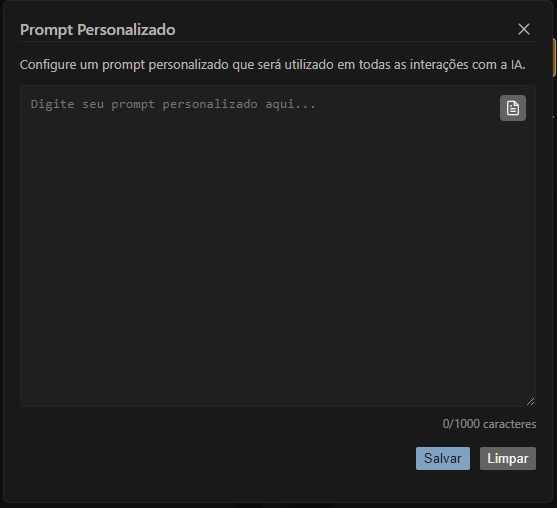 Prompt Personalizado
Configure um prompt personalizado que será utilizado em todas as interações com a IA.
Digite seu prompt personalizado aqui...
0/1000 caracteres
Salvar
Limpar